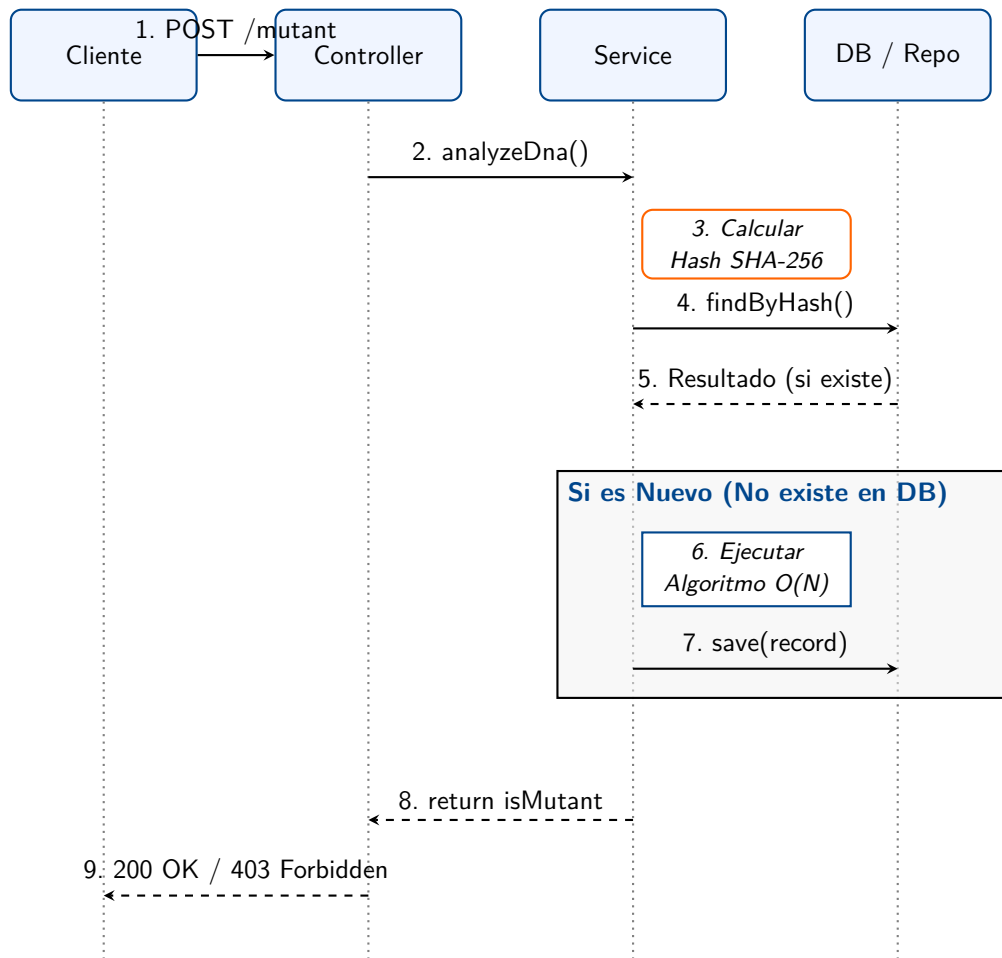 1. POST /mutant
Cliente
Controller
Service
DB / Repo
2. analyzeDna()
3. Calcular
Hash SHA-256
4. findByHash()
5. Resultado (si existe)
Si es Nuevo (No existe en DB)
6. Ejecutar
Algoritmo O(N)
7. save(record)
8. return isMutant
9. 200 OK / 403 Forbidden